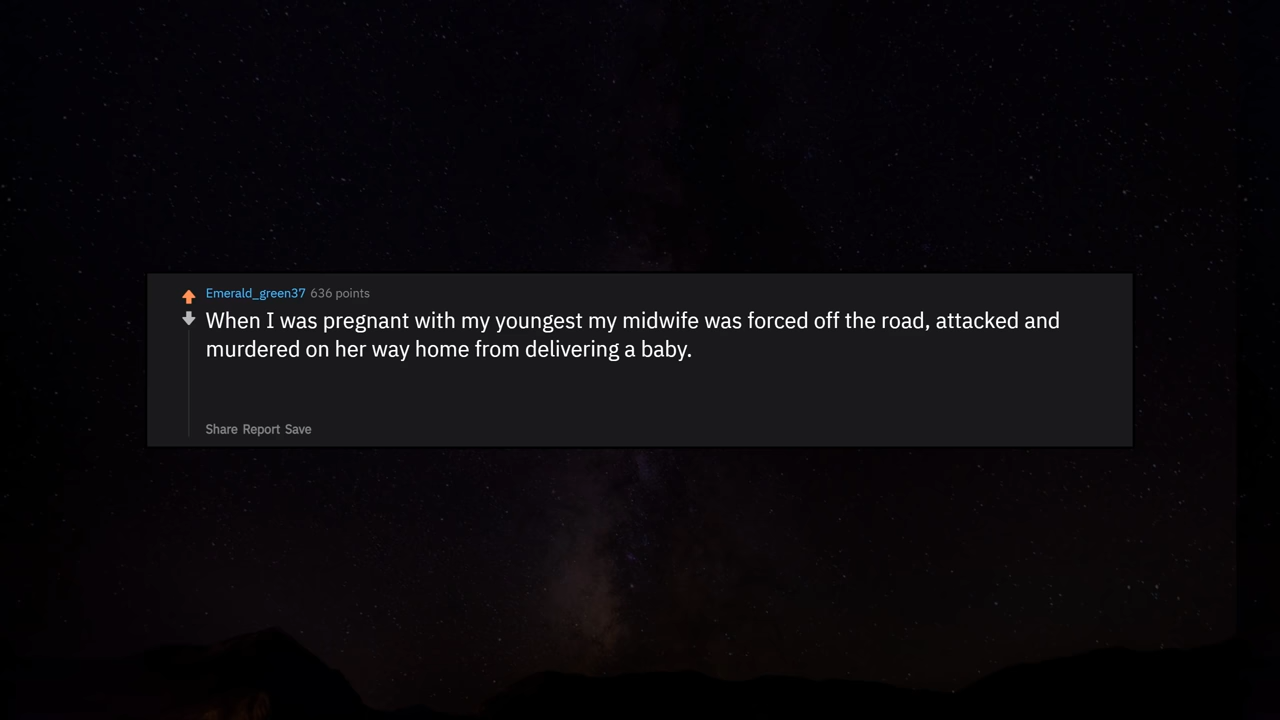 Emerald_green37 636 points
When I was pregnant with my youngest my midwife was forced off the road, attacked and
murdered on her way home from delivering a baby.
Share Report Save